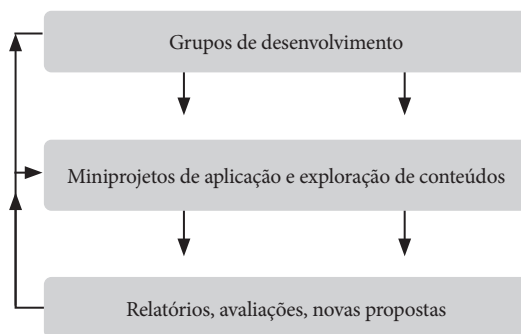 Grupos de desenvolvimento
Miniprojetos de aplicação e exploração de conteúdos
Relatórios, avaliações, novas propostas